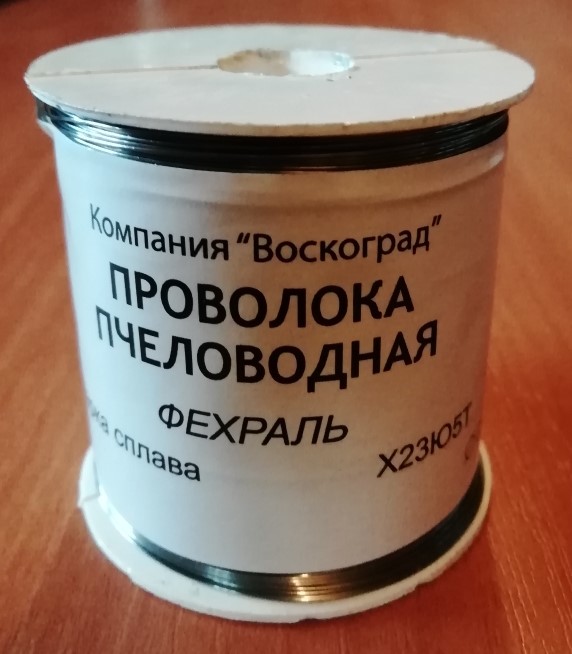 Компания “Воскоград”
ПРОВОЛОКА
ПЧЕЛОВОДНАЯ
ФЕХРАЛЬ
сплава Х23Ю5Т